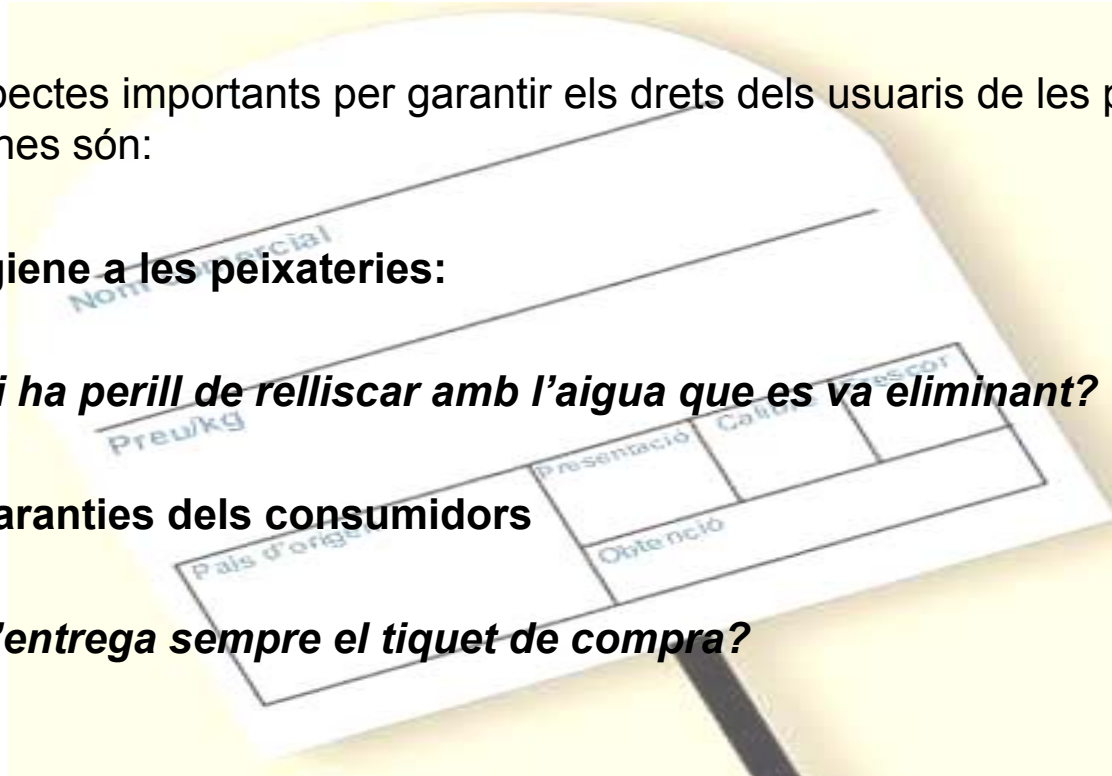 pectes importants per garantir els drets dels usuaris de les p
nes són:
giene a les peixateries:
i ha perill de relliscar amb l’aigua que es va eliminant?
aranties dels consumidors
’entrega sempre el tiquet de compra?
Nom comercial
Preu/kg
País d'origen
Presentació
Calibre
Frescor
Obtenció